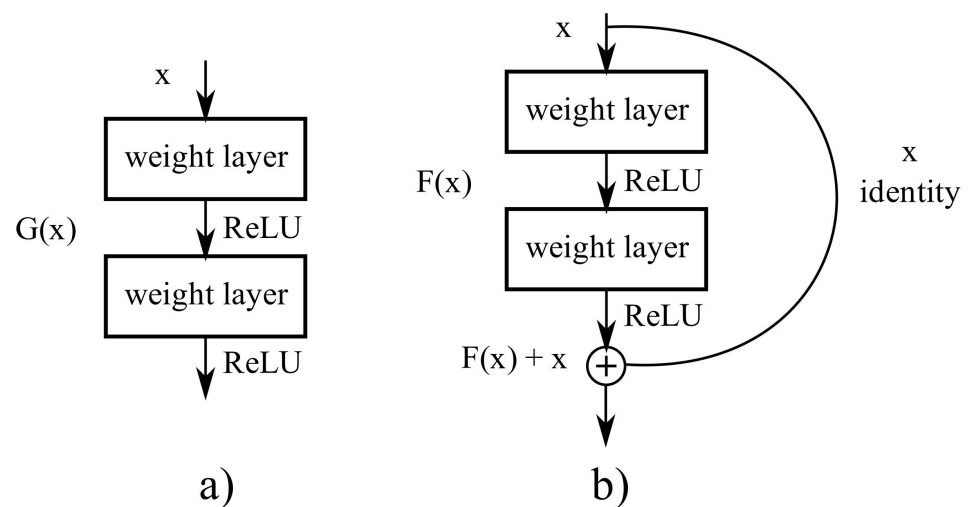 x
weight layer
G(x)
ReLU
weight layer
ReLU
a)
x
weight layer
F(x)
ReLU
weight layer
ReLU
F(x) + x
+
x
identity
b)